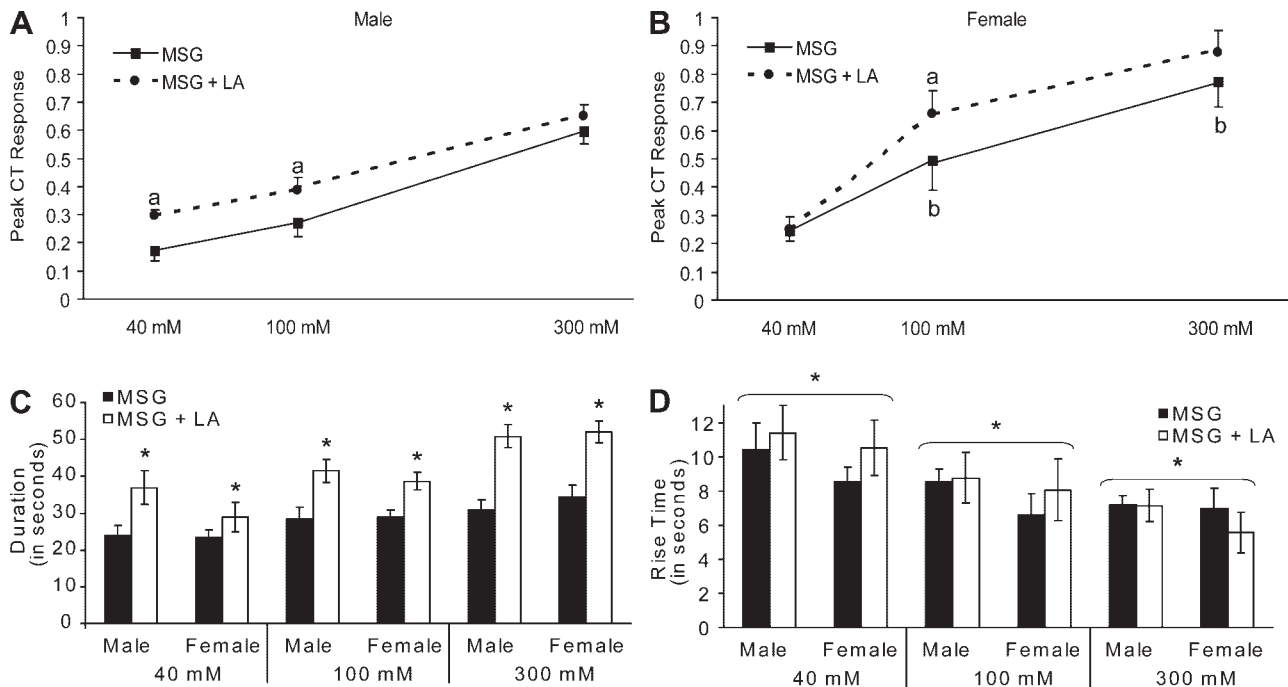 A
Male
MSG
MSG + LA
Peak CT Response
1
0.9
0.8
0.7
0.6
0.5
0.4
0.3
0.2
0.1
0
a
a
40 mM
100 mM
300 mM
B
Female
MSG
MSG + LA
Peak CT Response
1
0.9
0.8
0.7
0.6
0.5
0.4
0.3
0.2
0.1
0
a
b
b
40 mM
100 mM
300 mM
C
MSG
MSG + LA
Duration
(in seconds)
60
50
40
30
20
10
0
*
*
*
*
*
*
Male Female Male Female Male Female
40 mM 100 mM 300 mM
D
MSG
MSG + LA
Rise Time
(in seconds)
12
10
8
6
4
2
0
*
*
*
Male Female Male Female Male Female
40 mM 100 mM 300 mM